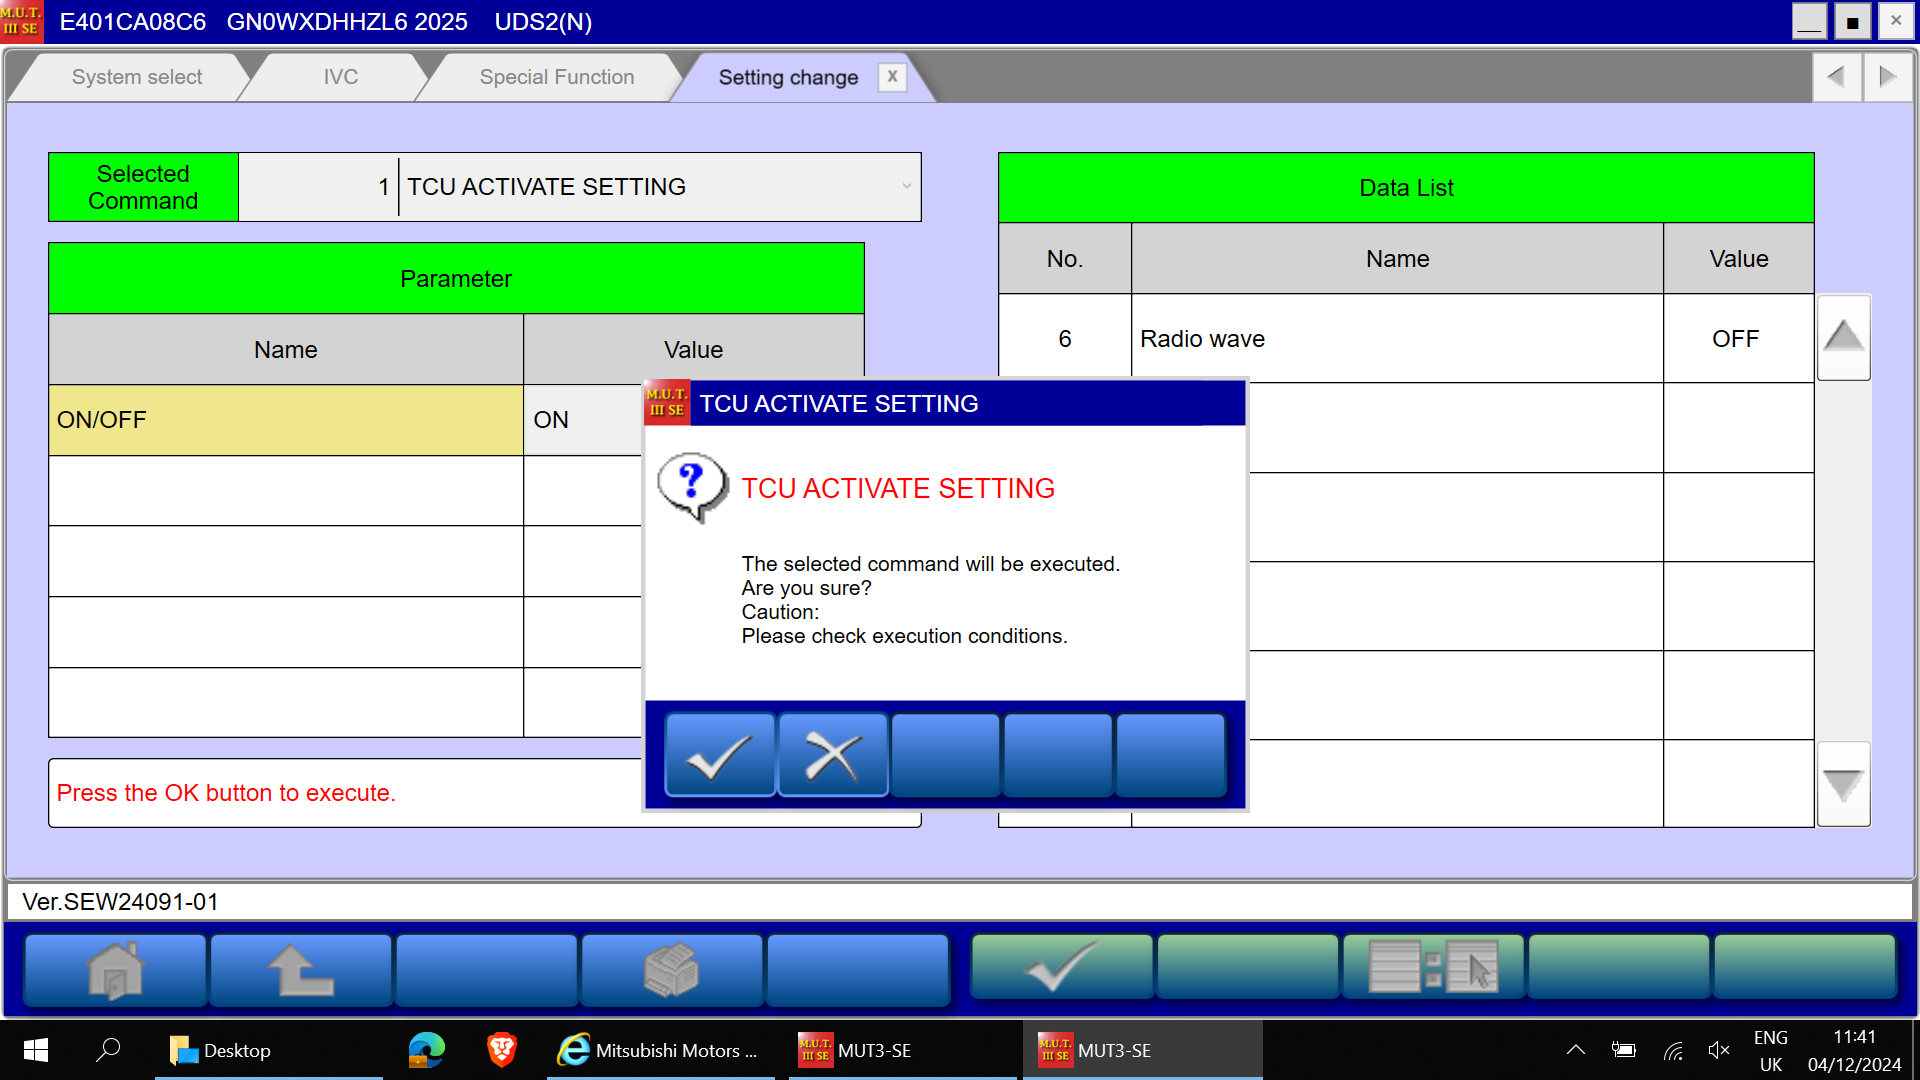 M.U.T. III SE E401CA08C6 GN0WXDHHZL6 2025 UDS2(N)
System select IVC Special Function Setting change X
Selected Command 1 TCU ACTIVATE SETTING
Parameter
Name Value
ON/OFF ON
Press the OK button to execute.
Data List
No. Name Value
6 Radio wave OFF
M.U.T. III SE TCU ACTIVATE SETTING
? TCU ACTIVATE SETTING
The selected command will be executed.
Are you sure?
Caution:
Please check execution conditions.
Ver.SEW24091-01
Desktop Mitsubishi Motors ... M.U.T. III SE MUT3-SE M.U.T. III SE MUT3-SE ENG UK 11:41 04/12/2024